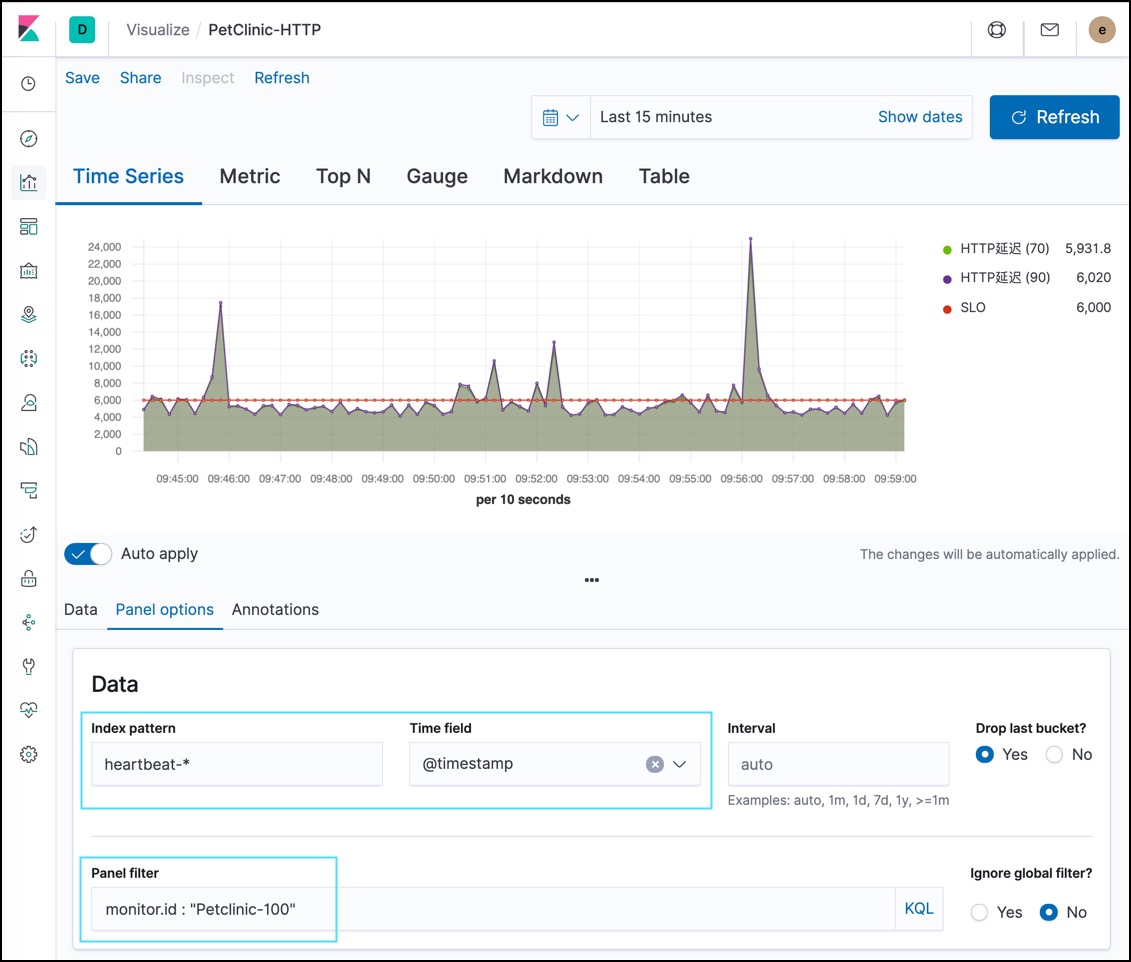 D Visualize / PetClinic-HTTP e
Save Share Inspect Refresh
Last 15 minutes Show dates Refresh
Time Series Metric Top N Gauge Markdown Table
24,000
22,000
20,000
18,000
16,000
14,000
12,000
10,000
8,000
6,000
4,000
2,000
0
09:45:00 09:46:00 09:47:00 09:48:00 09:49:00 09:50:00 09:51:00 09:52:00 09:53:00 09:54:00 09:55:00 09:56:00 09:57:00 09:58:00 09:59:00
per 10 seconds
HTTP延迟 (70) 5,931.8
HTTP延迟 (90) 6,020
SLO 6,000
Auto apply The changes will be automatically applied.
Data Panel options Annotations
Data
Index pattern Time field Interval Drop last bucket?
heartbeat-* @timestamp auto Yes No
Examples: auto, 1m, 1d, 7d, 1y, >=1m
Panel filter Ignore global filter?
monitor.id : "Petclinic-100" KQL Yes No